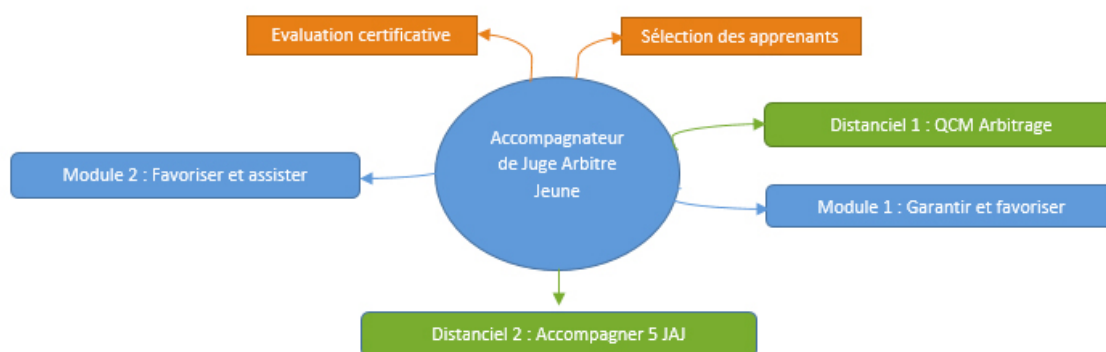 Evaluation certificative
Sélection des apprenants
Accompagnateur
de Juge Arbitre
Jeune
Distanciel 1 : QCM Arbitrage
Module 2 : Favoriser et assister
Module 1 : Garantir et favoriser
Distanciel 2 : Accompagner 5 JAJ